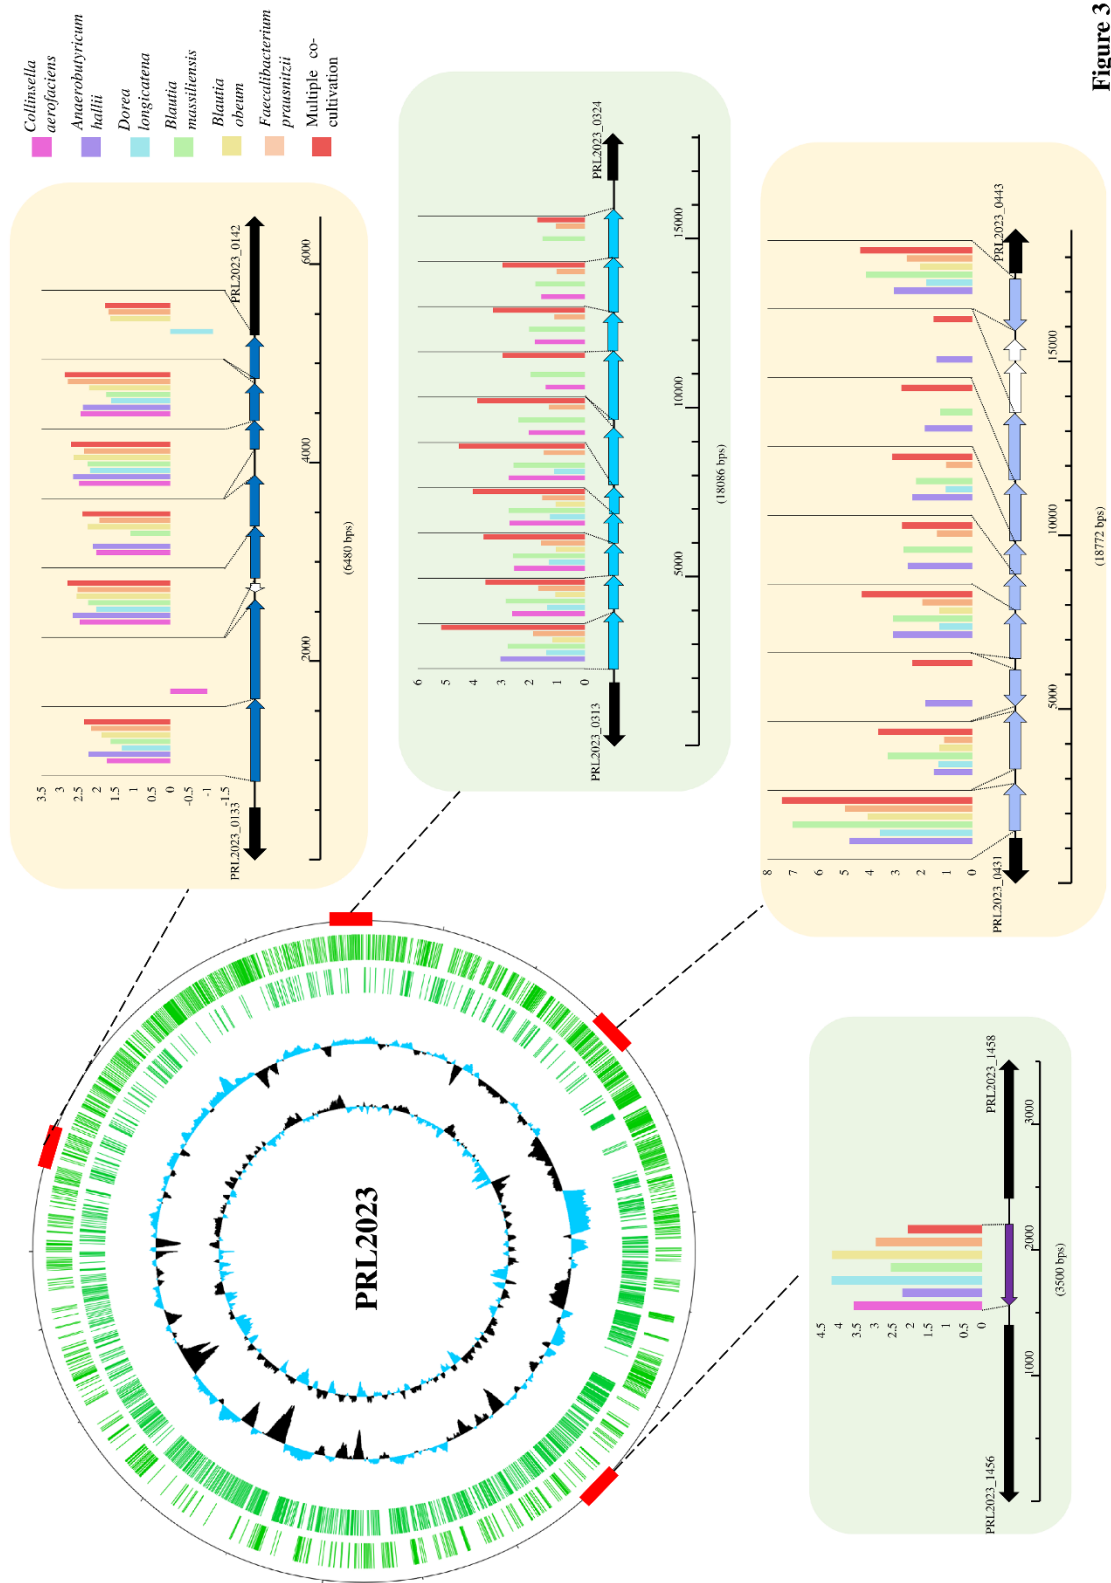 Collinsella
aerofaciens
Anaerobutyricum
hallii
Dorea
longicatena
Blautia
massiliensis
Blautia
obeum
Faecalibacterium
prausnitzii
Multiple co-
cultivation
3.5
3
2.5
2
1.5
1
0.5
0
-0.5
-1
-1.5
PRL2023_0133
PRL2023_0142
2000
4000
6000
(6480 bps)
6
5
4
3
2
1
0
PRL2023_0313
PRL2023_0324
5000
10000
15000
(18086 bps)
8
7
6
5
4
3
2
1
0
PRL2023_0431
PRL2023_0443
5000
10000
15000
(18772 bps)
PRL2023
4.5
4
3.5
3
2.5
2
1.5
1
0.5
0
PRL2023_1456
PRL2023_1458
1000
2000
3000
(3500 bps)
Figure 3